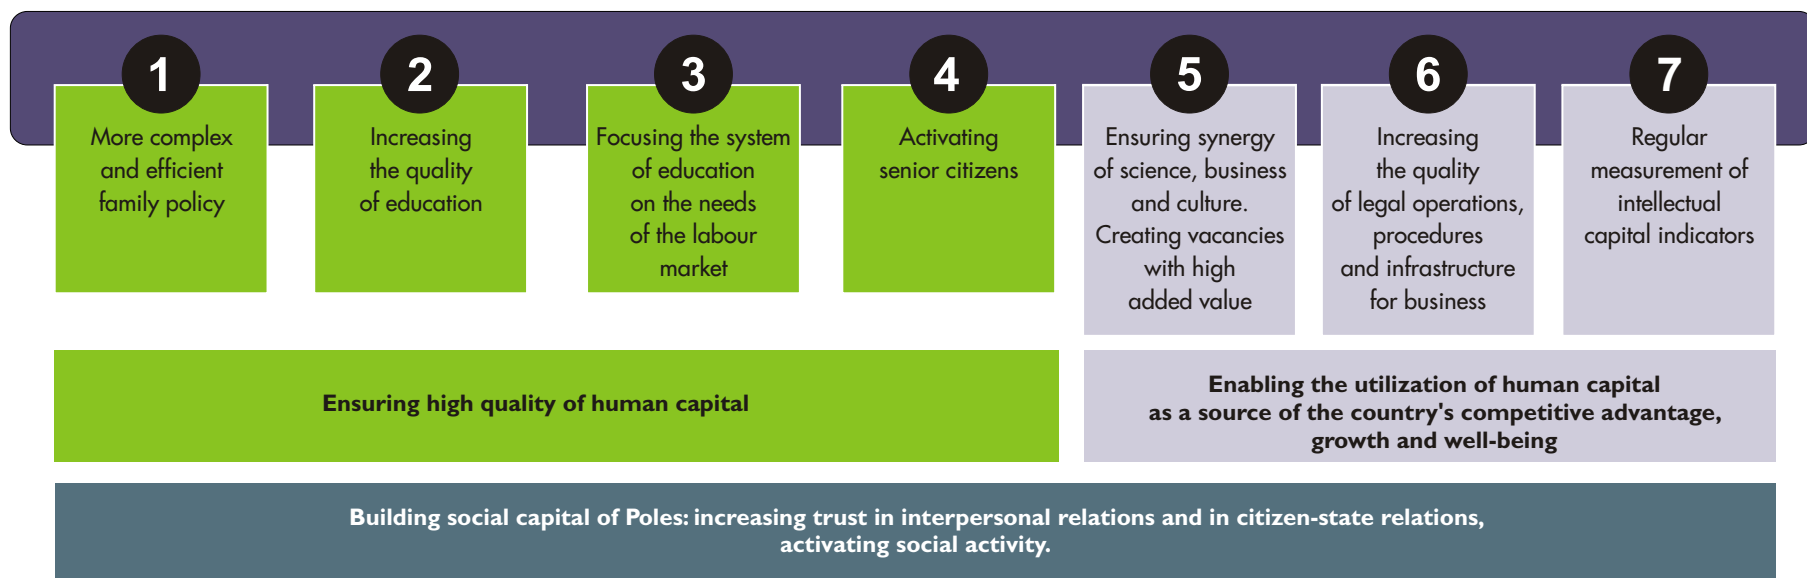 1
More complex
and efficient
family policy
2
Increasing
the quality
of education
3
Focusing the system
of education
on the needs
of the labour
market
4
Activating
senior citizens
5
Ensuring synergy
of science, business
and culture.
Creating vacancies
with high
added value
6
Increasing
the quality
of legal operations,
procedures
and infrastructure
for business
7
Regular
measurement of
intellectual
capital indicators
Ensuring high quality of human capital
Enabling the utilization of human capital
as a source of the country's competitive advantage,
growth and well-being
Building social capital of Poles: increasing trust in interpersonal relations and in citizen-state relations,
activating social activity.